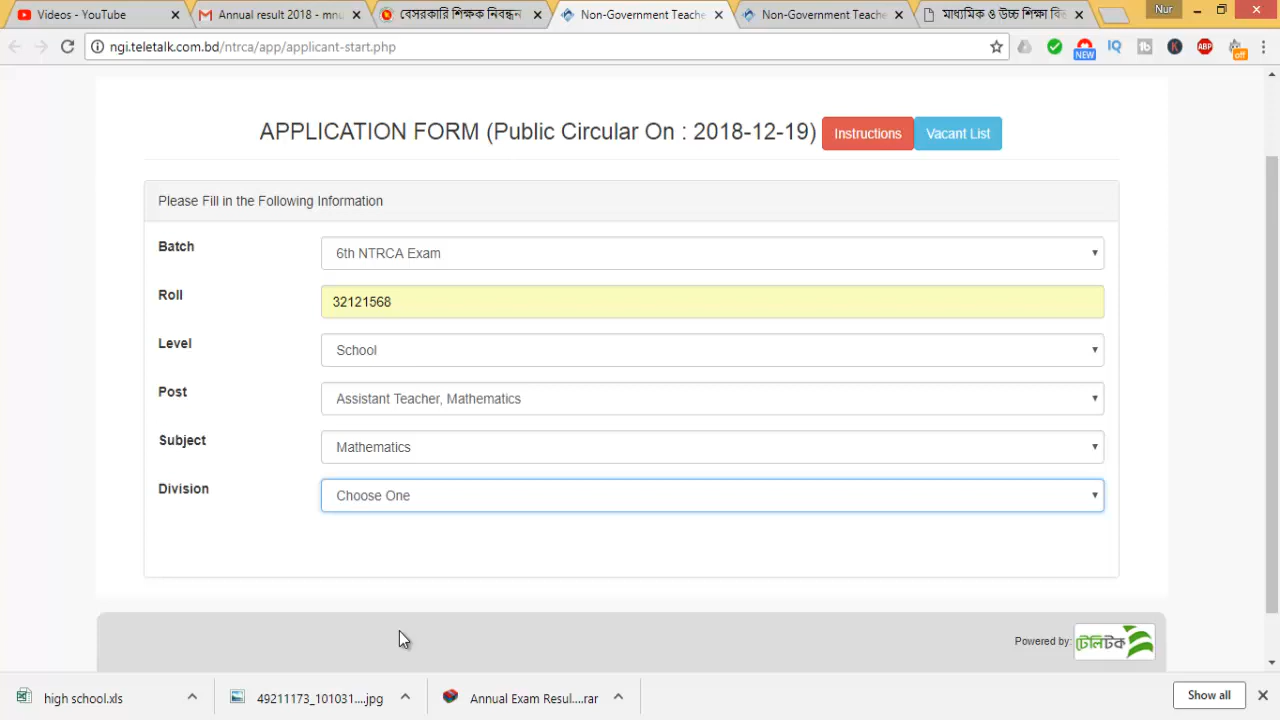 Videos - YouTube
Annual result 2018 - mnu
বেসরকারি শিক্ষক নিবন্ধন
Non-Government Teache
Non-Government Teache
মাধ্যমিক ও উচ্চ শিক্ষা বিভ
Nur
ngi.teletalk.com.bd/ntrca/app/applicant-start.php
NEW
IQ
tb
K
ABP
off
APPLICATION FORM (Public Circular On : 2018-12-19)
Instructions
Vacant List
Please Fill in the Following Information
Batch
6th NTRCA Exam
Roll
32121568
Level
School
Post
Assistant Teacher, Mathematics
Subject
Mathematics
Division
Choose One
Powered by:
টেলিটক
high school.xls
49211173_101031....jpg
Annual Exam Resul....rar
Show all